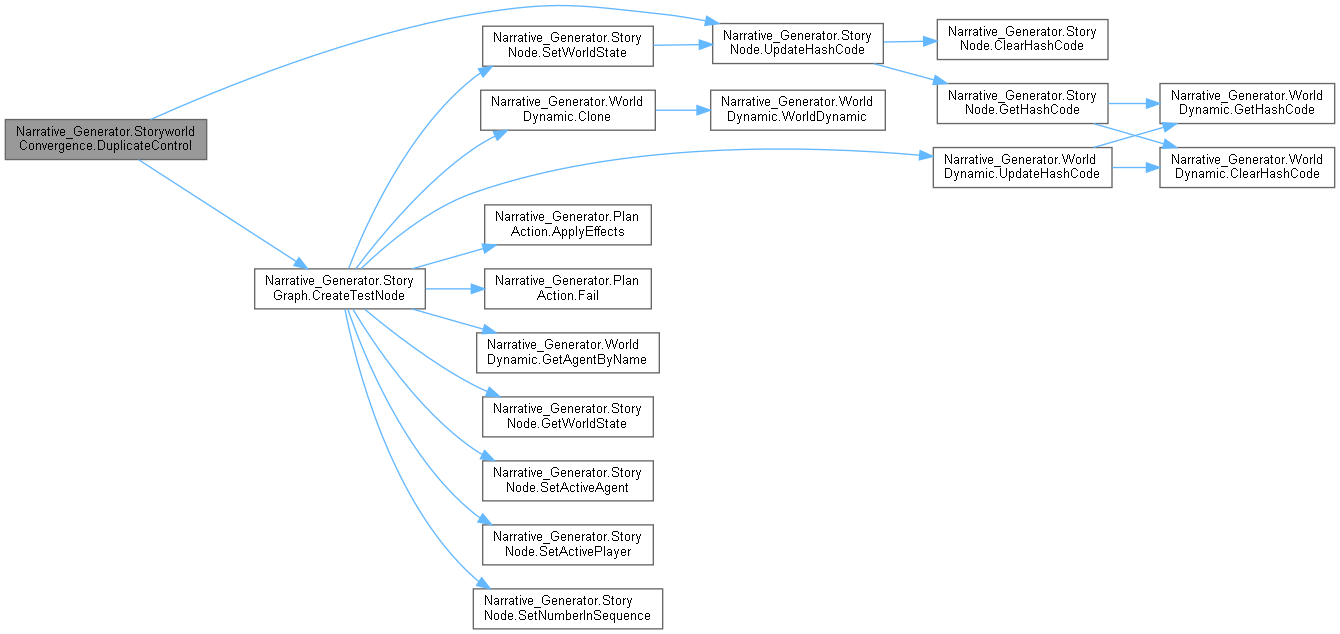 Narrative_Generator.Storyworld
Convergence.DuplicateControl
Narrative_Generator.Story
Graph.CreateTestNode
Narrative_Generator.Story
Node.SetWorldState
Narrative_Generator.World
Dynamic.Clone
Narrative_Generator.Plan
Action.ApplyEffects
Narrative_Generator.Plan
Action.Fail
Narrative_Generator.World
Dynamic.GetAgentByName
Narrative_Generator.Story
Node.GetWorldState
Narrative_Generator.Story
Node.SetActiveAgent
Narrative_Generator.Story
Node.SetActivePlayer
Narrative_Generator.Story
Node.SetNumberInSequence
Narrative_Generator.Story
Node.UpdateHashCode
Narrative_Generator.World
Dynamic.WorldDynamic
Narrative_Generator.Story
Node.ClearHashCode
Narrative_Generator.Story
Node.GetHashCode
Narrative_Generator.World
Dynamic.UpdateHashCode
Narrative_Generator.World
Dynamic.GetHashCode
Narrative_Generator.World
Dynamic.ClearHashCode